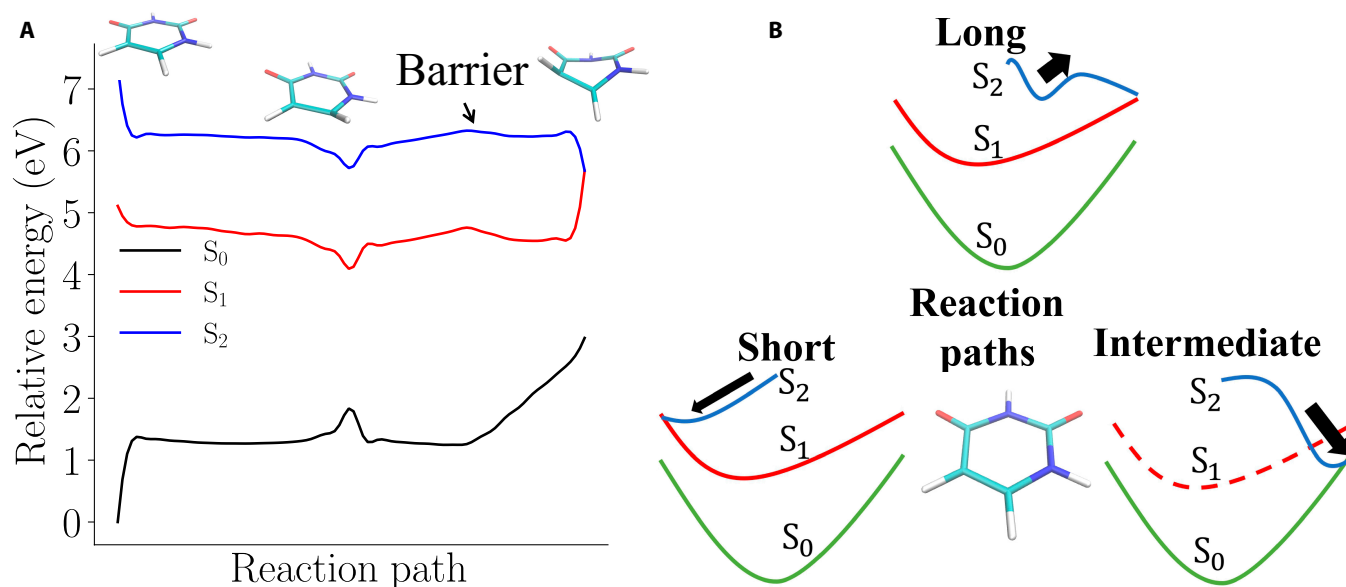 A
Relative energy (eV)
7
6
5
4
3
2
1
0
Barrier
S₀
S₁
S₂
Reaction path
B
Long
S₂
S₁
S₀
Short
S₂
S₁
S₀
Reaction
paths
Intermediate
S₂
S₁
S₀